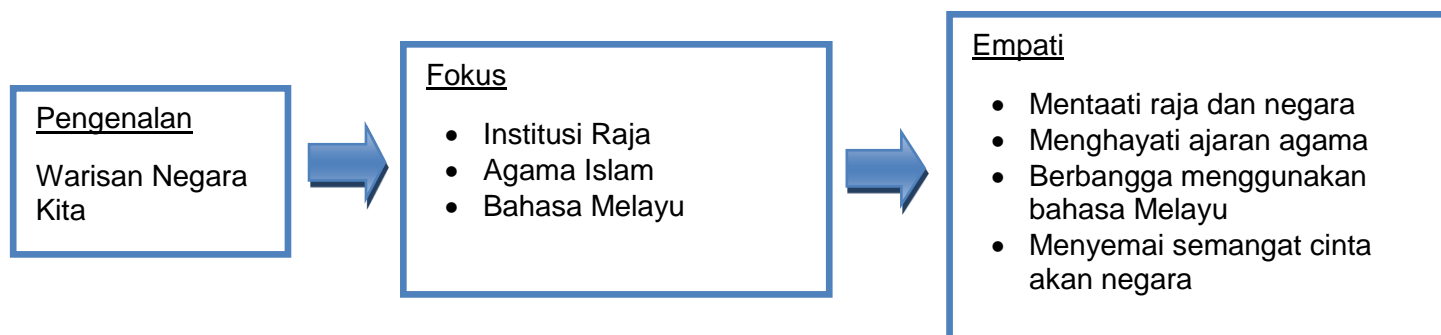 Pengenalan
Warisan Negara
Kita
Fokus
• Institusi Raja
• Agama Islam
• Bahasa Melayu
Empati
• Mentaati raja dan negara
• Menghayati ajaran agama
• Berbangga menggunakan
bahasa Melayu
• Menyemai semangat cinta
akan negara